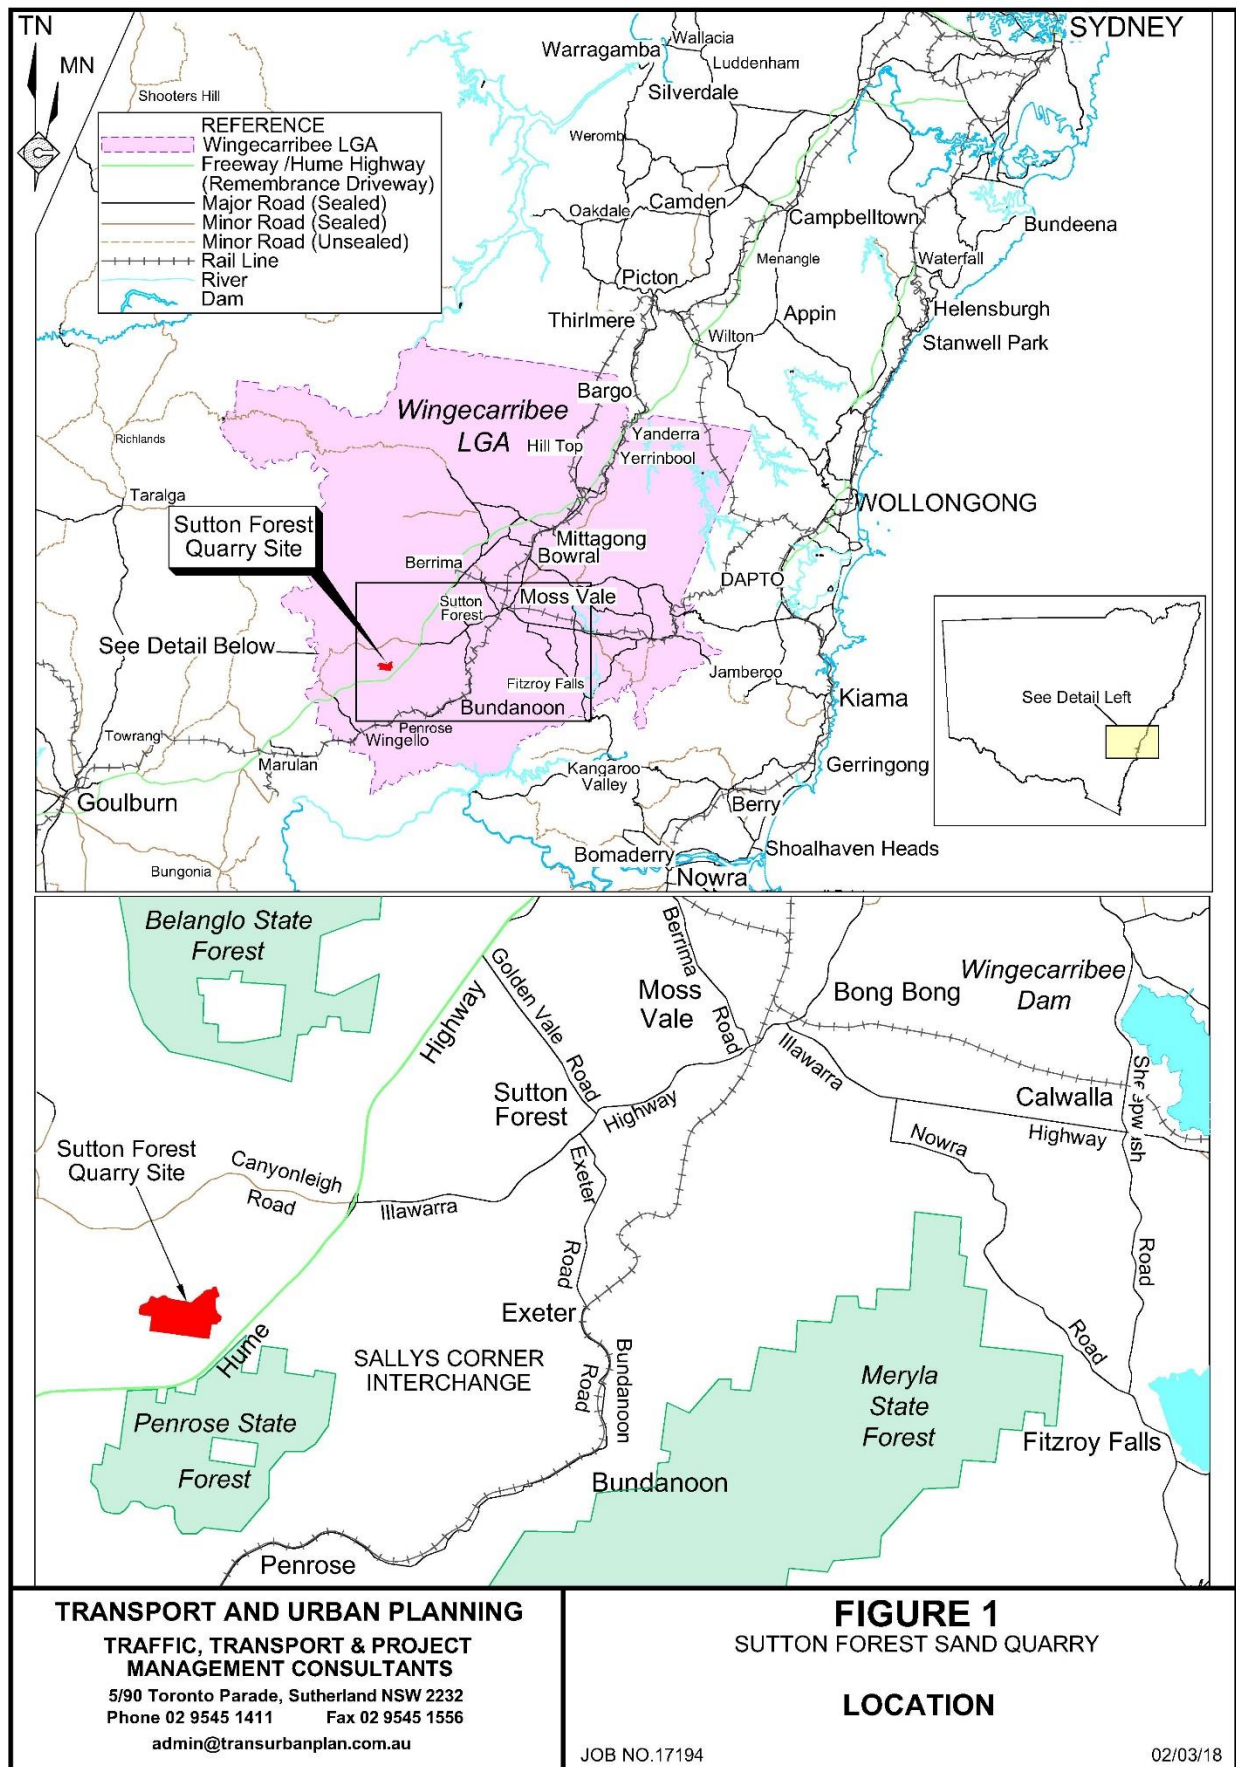 TN
MN
REFERENCE
Wingecarribee LGA
Freeway /Hume Highway
(Remembrance Driveway)
Major Road (Sealed)
Minor Road (Sealed)
Minor Road (Unsealed)
Rail Line
River
Dam
Shooters Hill
Warragamba
Wallacia
Luddenham
SYDNEY
Silverdale
Werombi
Oakdale
Camden
Campbelltown
Bundeena
Menangle
Waterfall
Picton
Thirlmere
Appin
Helensburgh
Wilton
Stanwell Park
Bargo
Wingecarribee
LGA
Yanderra
Hill Top
Yerrinbool
Richlands
Taralga
WOLLONGONG
Sutton Forest
Quarry Site
Mittagong
Bowral
Berrima
DAPTO
Moss Vale
Sutton
Forest
See Detail Below
Jamberoo
Fitzroy Falls
Kiama
Bundanoon
Penrose
Wingello
Towrang
Marulan
Gerringong
Kangaroo
Valley
Goulburn
Berry
Bungonia
Bomaderry
Shoalhaven Heads
Nowra
See Detail Left
Belanglo State
Forest
Golden Vale
Road
Highway
Berrima
Road
Moss
Vale
Bong Bong
Wingecarribee
Dam
Illawarra
Sutton
Forest
Highway
Calwalla
Highway
Nowra
Road
Sutton Forest
Quarry Site
Canyonleigh
Road
Illawarra
Exeter
Road
Road
Exeter
Hume
SALLYS CORNER
INTERCHANGE
Bundanoon
Road
Meryla
State
Forest
Penrose State
Forest
Fitzroy Falls
Bundanoon
Penrose
TRANSPORT AND URBAN PLANNING
TRAFFIC, TRANSPORT & PROJECT
MANAGEMENT CONSULTANTS
5/90 Toronto Parade, Sutherland NSW 2232
Phone 02 9545 1411 Fax 02 9545 1556
admin@transurbanplan.com.au
FIGURE 1
SUTTON FOREST SAND QUARRY
LOCATION
JOB NO.17194
02/03/18